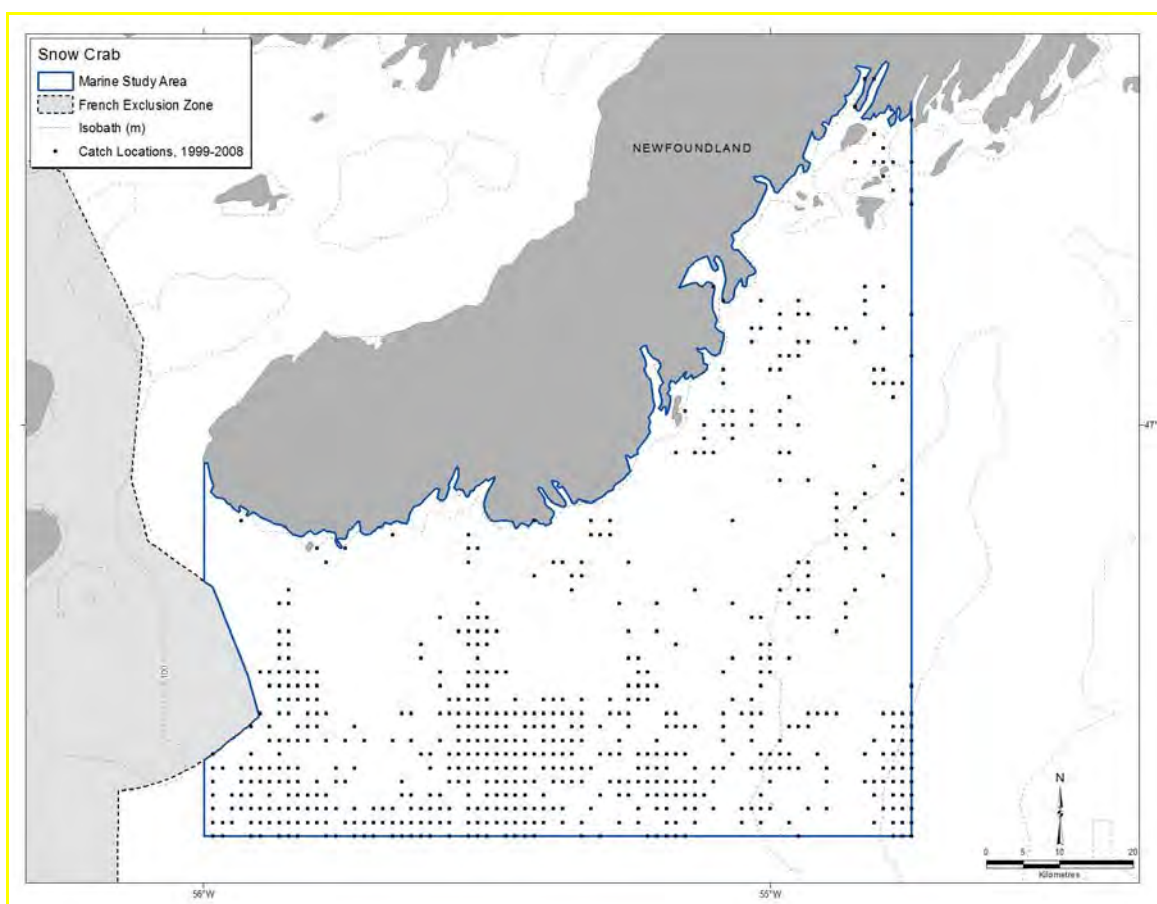 Snow Crab
Marine Study Area
French Exclusion Zone
Isobath (m)
Catch Locations, 1999-2008
NEWFOUNDLAND
47°
100
N
0 5 10 20
Kilometres
56°W
55°W